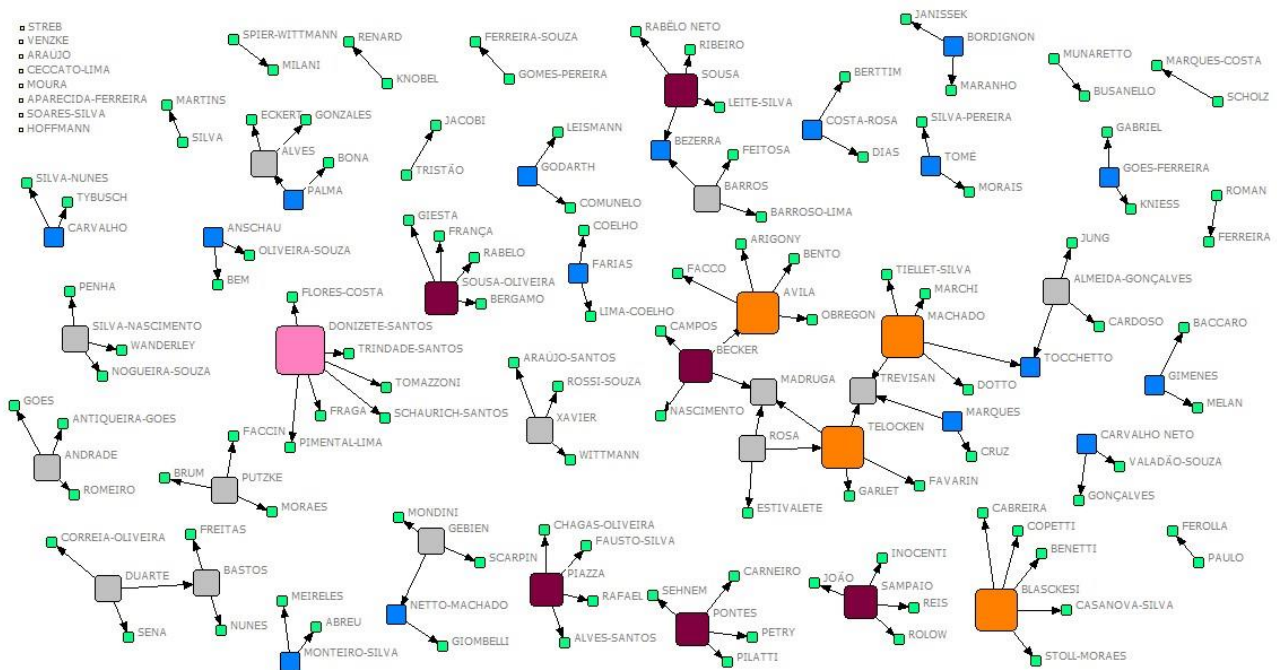 STREB
VENZKE
ARAÚJO
CECCATO-LIMA
MOURA
APARECIDA-FERREIRA
SOARES-SILVA
HOFFMANN
SPIER-WITTMANN
MILANI
RENARD
KNOBEL
FERREIRA-SOUZA
GOMES-PEREIRA
RABÊLO NETO
RIBEIRO
SOUSA
LEITE-SILVA
BEZERRA
FEITOSA
BARROS
BARROSO-LIMA
JANISSEK
BORDIGNON
MARANHO
BERTTIM
COSTA-ROSA
DIAS
MUNARETTO
BUSANELLO
MARQUES-COSTA
SCHOLZ
MARTINS
SILVA
ECKERT
GONZALES
ALVES
BONA
PALMA
JACOBI
TRISTÃO
LEISMANN
GODARTH
COMUNELO
SILVA-PEREIRA
TOMÉ
MORAIS
GABRIEL
GOES-FERREIRA
KNIESS
ROMAN
FERREIRA
SILVA-NUNES
TYBUSCH
CARVALHO
ANSCHAU
OLIVEIRA-SOUZA
BEM
GIESTA
FRANÇA
RABELO
SOUSA-OLIVEIRA
BERGAMO
COELHO
FARIAS
LIMA-COELHO
ARIGONY
BENTO
FACCO
AVILA
OBREGON
TIELLET-SILVA
MARCHI
MACHADO
JUNG
ALMEIDA-GONÇALVES
CARDOSO
TOCCHETTO
DOTTO
TREVISAN
BACCARO
GIMENES
MELAN
PENHA
SILVA-NASCIMENTO
WANDERLEY
NOGUEIRA-SOUZA
FLORES-COSTA
DONIZETE-SANTOS
TRINDADE-SANTOS
TOMAZZONI
SCHAURICH-SANTOS
FRAGA
PIMENTAL-LIMA
CAMPOS
BECKER
NASCIMENTO
MADRUGA
ARAÚJO-SANTOS
ROSSI-SOUZA
XAVIER
WITTMANN
ROSA
TELOCKEN
ESTIVALETE
GARLET
FAVARIN
MARQUES
CRUZ
CARVALHO NETO
VALADÃO-SOUZA
GONÇALVES
GOES
ANTIQUEIRA-GOES
ANDRADE
ROMEIRO
FACCIN
BRUM
PUTZKE
MORAES
CORREIA-OLIVEIRA
DUARTE
SENA
FREITAS
BASTOS
NUNES
MEIRELES
ABREU
MONTEIRO-SILVA
MONDINI
GEBIEN
SCARPIN
NETTO-MACHADO
GIOMBELLI
CHAGAS-OLIVEIRA
FAUSTO-SILVA
PIAZZA
RAFAEL
ALVES-SANTOS
SEHNEM
CARNEIRO
PONTES
PETRY
PILATTI
INOCENTI
JOÃO
SAMPAIO
REIS
ROLOW
CABREIRA
COPETTI
BENETTI
BLASCKESI
CASANOVA-SILVA
STOLL-MORAES
FEROLLA
PAULO